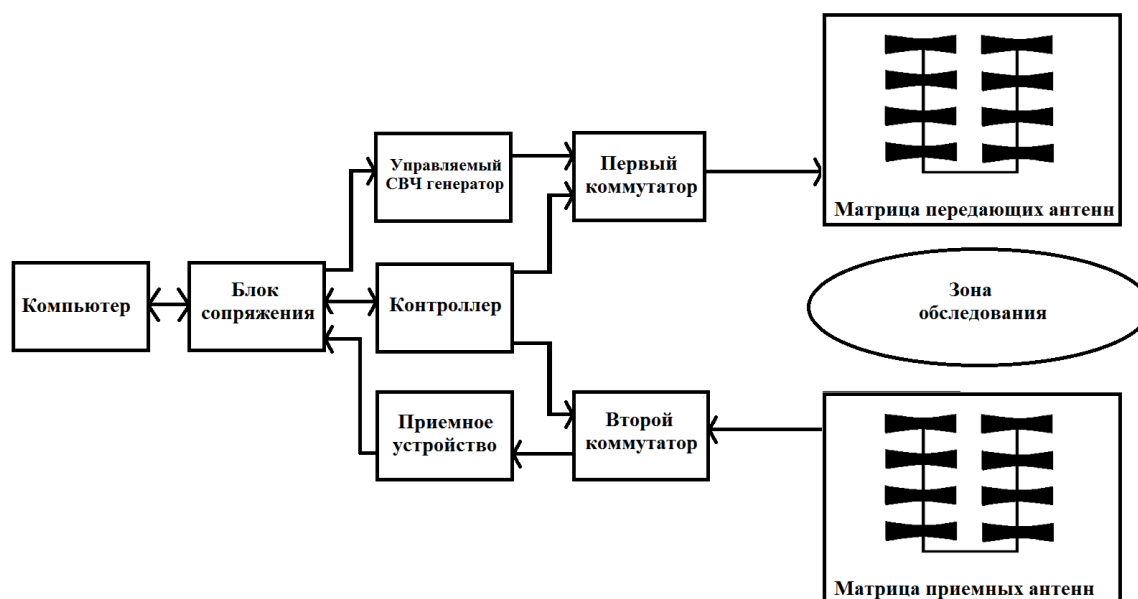 Управляемый
СВЧ генератор
Первый
коммутатор
Матрица передающих антенн
Компьютер
Блок
сопряжения
Контроллер
Зона
обследования
Приемное
устройство
Второй
коммутатор
Матрица приемных антенн